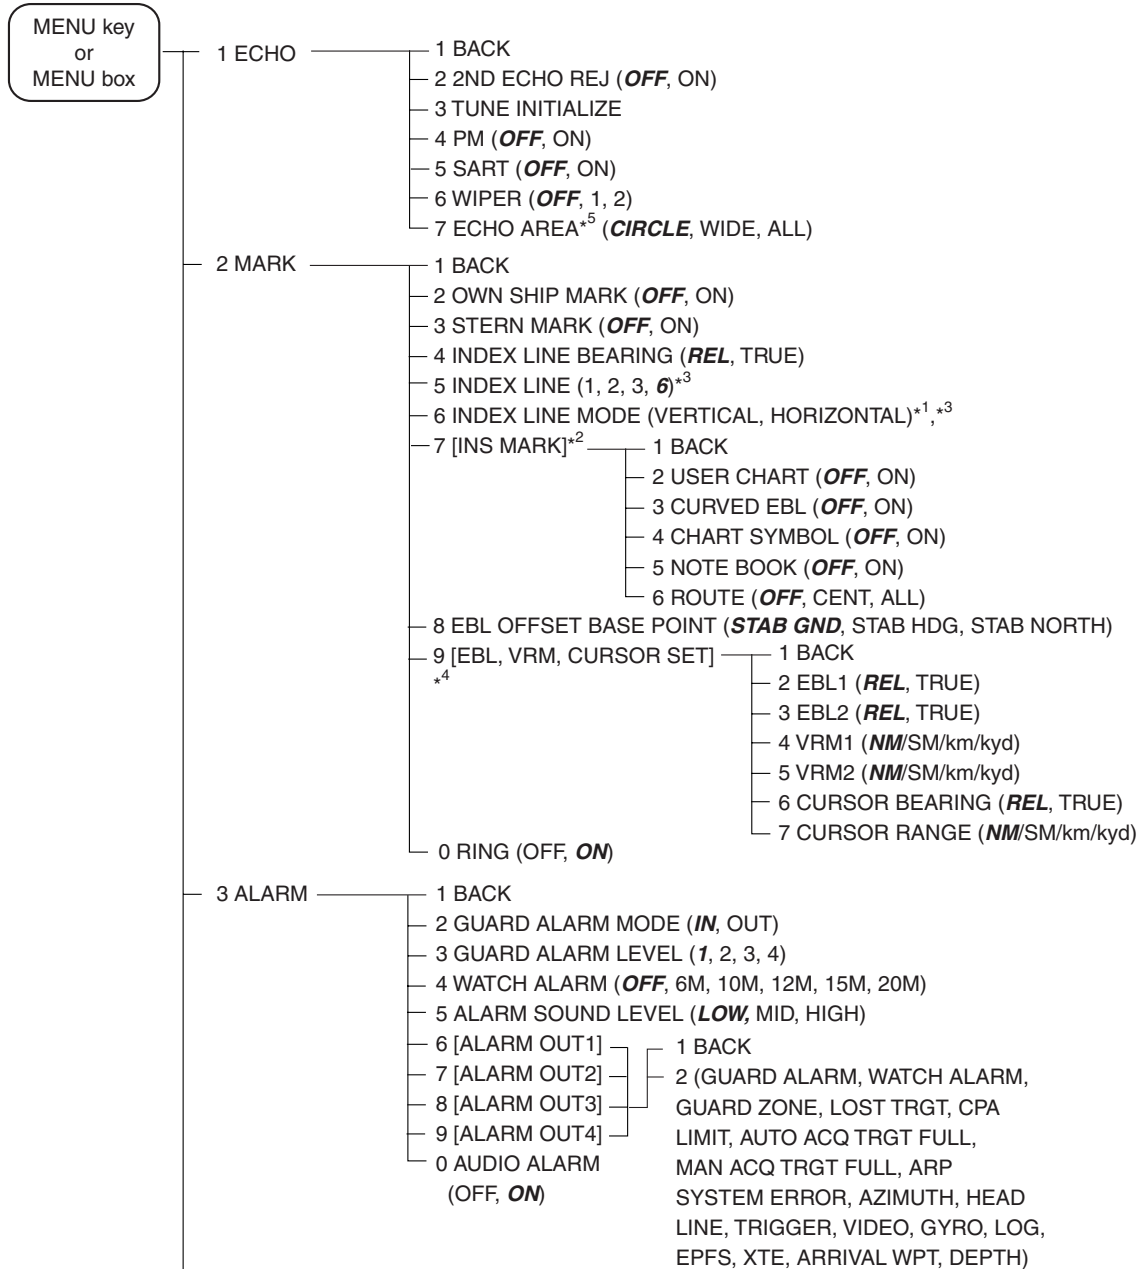 MENU key
or
MENU box
1 ECHO
1 BACK
2 2ND ECHO REJ (OFF, ON)
3 TUNE INITIALIZE
4 PM (OFF, ON)
5 SART (OFF, ON)
6 WIPER (OFF, 1, 2)
7 ECHO AREA*5 (CIRCLE, WIDE, ALL)
2 MARK
1 BACK
2 OWN SHIP MARK (OFF, ON)
3 STERN MARK (OFF, ON)
4 INDEX LINE BEARING (REL, TRUE)
5 INDEX LINE (1, 2, 3, 6)*3
6 INDEX LINE MODE (VERTICAL, HORIZONTAL)*1,*3
7 [INS MARK]*2
1 BACK
2 USER CHART (OFF, ON)
3 CURVED EBL (OFF, ON)
4 CHART SYMBOL (OFF, ON)
5 NOTE BOOK (OFF, ON)
6 ROUTE (OFF, CENT, ALL)
8 EBL OFFSET BASE POINT (STAB GND, STAB HDG, STAB NORTH)
9 [EBL, VRM, CURSOR SET]
*4
1 BACK
2 EBL1 (REL, TRUE)
3 EBL2 (REL, TRUE)
4 VRM1 (NM/SM/km/kyd)
5 VRM2 (NM/SM/km/kyd)
6 CURSOR BEARING (REL, TRUE)
7 CURSOR RANGE (NM/SM/km/kyd)
0 RING (OFF, ON)
3 ALARM
1 BACK
2 GUARD ALARM MODE (IN, OUT)
3 GUARD ALARM LEVEL (1, 2, 3, 4)
4 WATCH ALARM (OFF, 6M, 10M, 12M, 15M, 20M)
5 ALARM SOUND LEVEL (LOW, MID, HIGH)
6 [ALARM OUT1]
7 [ALARM OUT2]
8 [ALARM OUT3]
9 [ALARM OUT4]
1 BACK
2 (GUARD ALARM, WATCH ALARM,
GUARD ZONE, LOST TRGT, CPA
LIMIT, AUTO ACQ TRGT FULL,
MAN ACQ TRGT FULL, ARP
SYSTEM ERROR, AZIMUTH, HEAD
LINE, TRIGGER, VIDEO, GYRO, LOG,
EPFS, XTE, ARRIVAL WPT, DEPTH)
0 AUDIO ALARM
(OFF, ON)